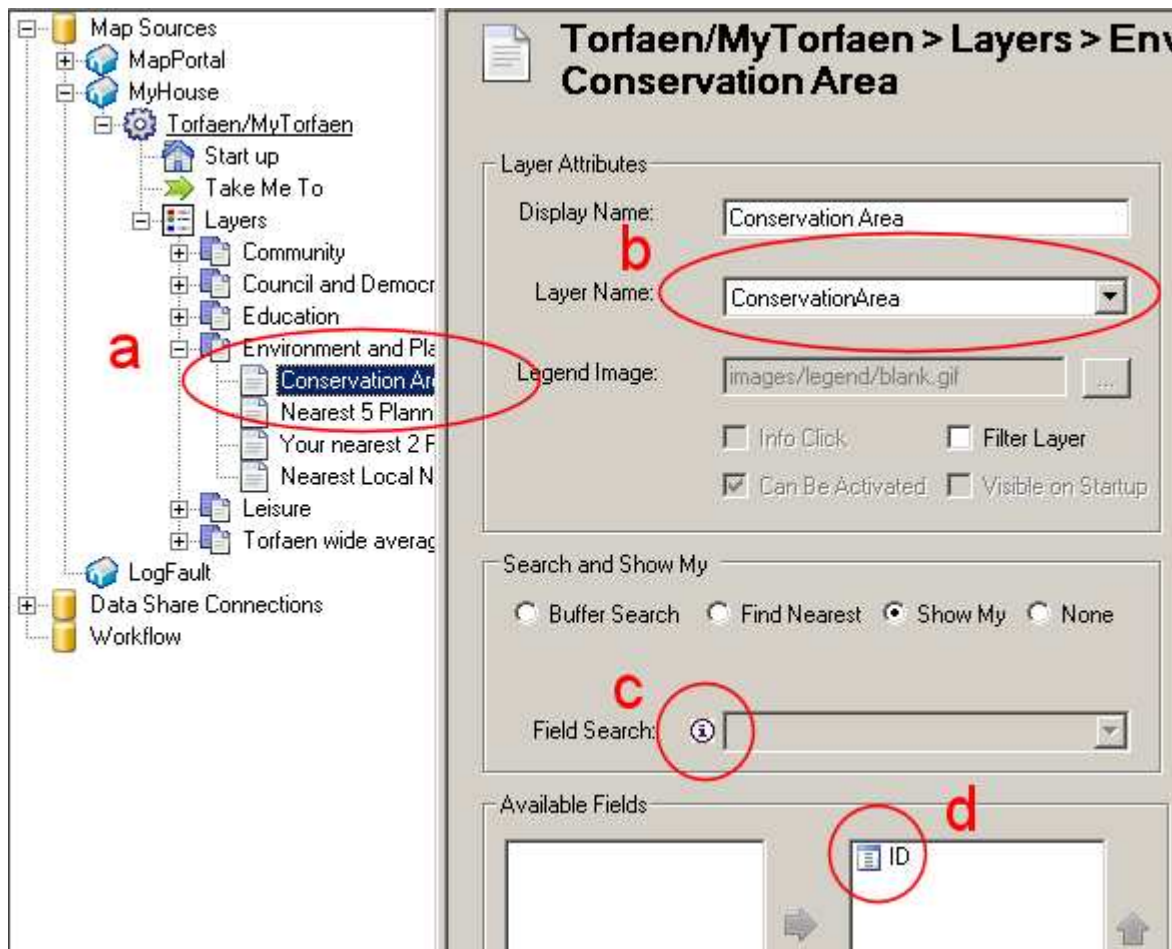 Map Sources
MapPortal
MyHouse
Torfaen/MyTorfaen
Start up
Take Me To
Layers
Community
Council and Democr
Education
a
Environment and Pla
Conservation Are
Nearest 5 Plann
Your nearest 2 F
Nearest Local N
Leisure
Torfaen wide averag
LogFault
Data Share Connections
Workflow
Torfaen/MyTorfaen > Layers > Env
Conservation Area
Layer Attributes
Display Name:
Conservation Area
b
Layer Name:
ConservationArea
Legend Image:
images/legend/blank.gif
...
Info Click
Filter Layer
Can Be Activated
Visible on Startup
Search and Show My
Buffer Search
Find Nearest
Show My
None
c
Field Search:
Available Fields
d
ID